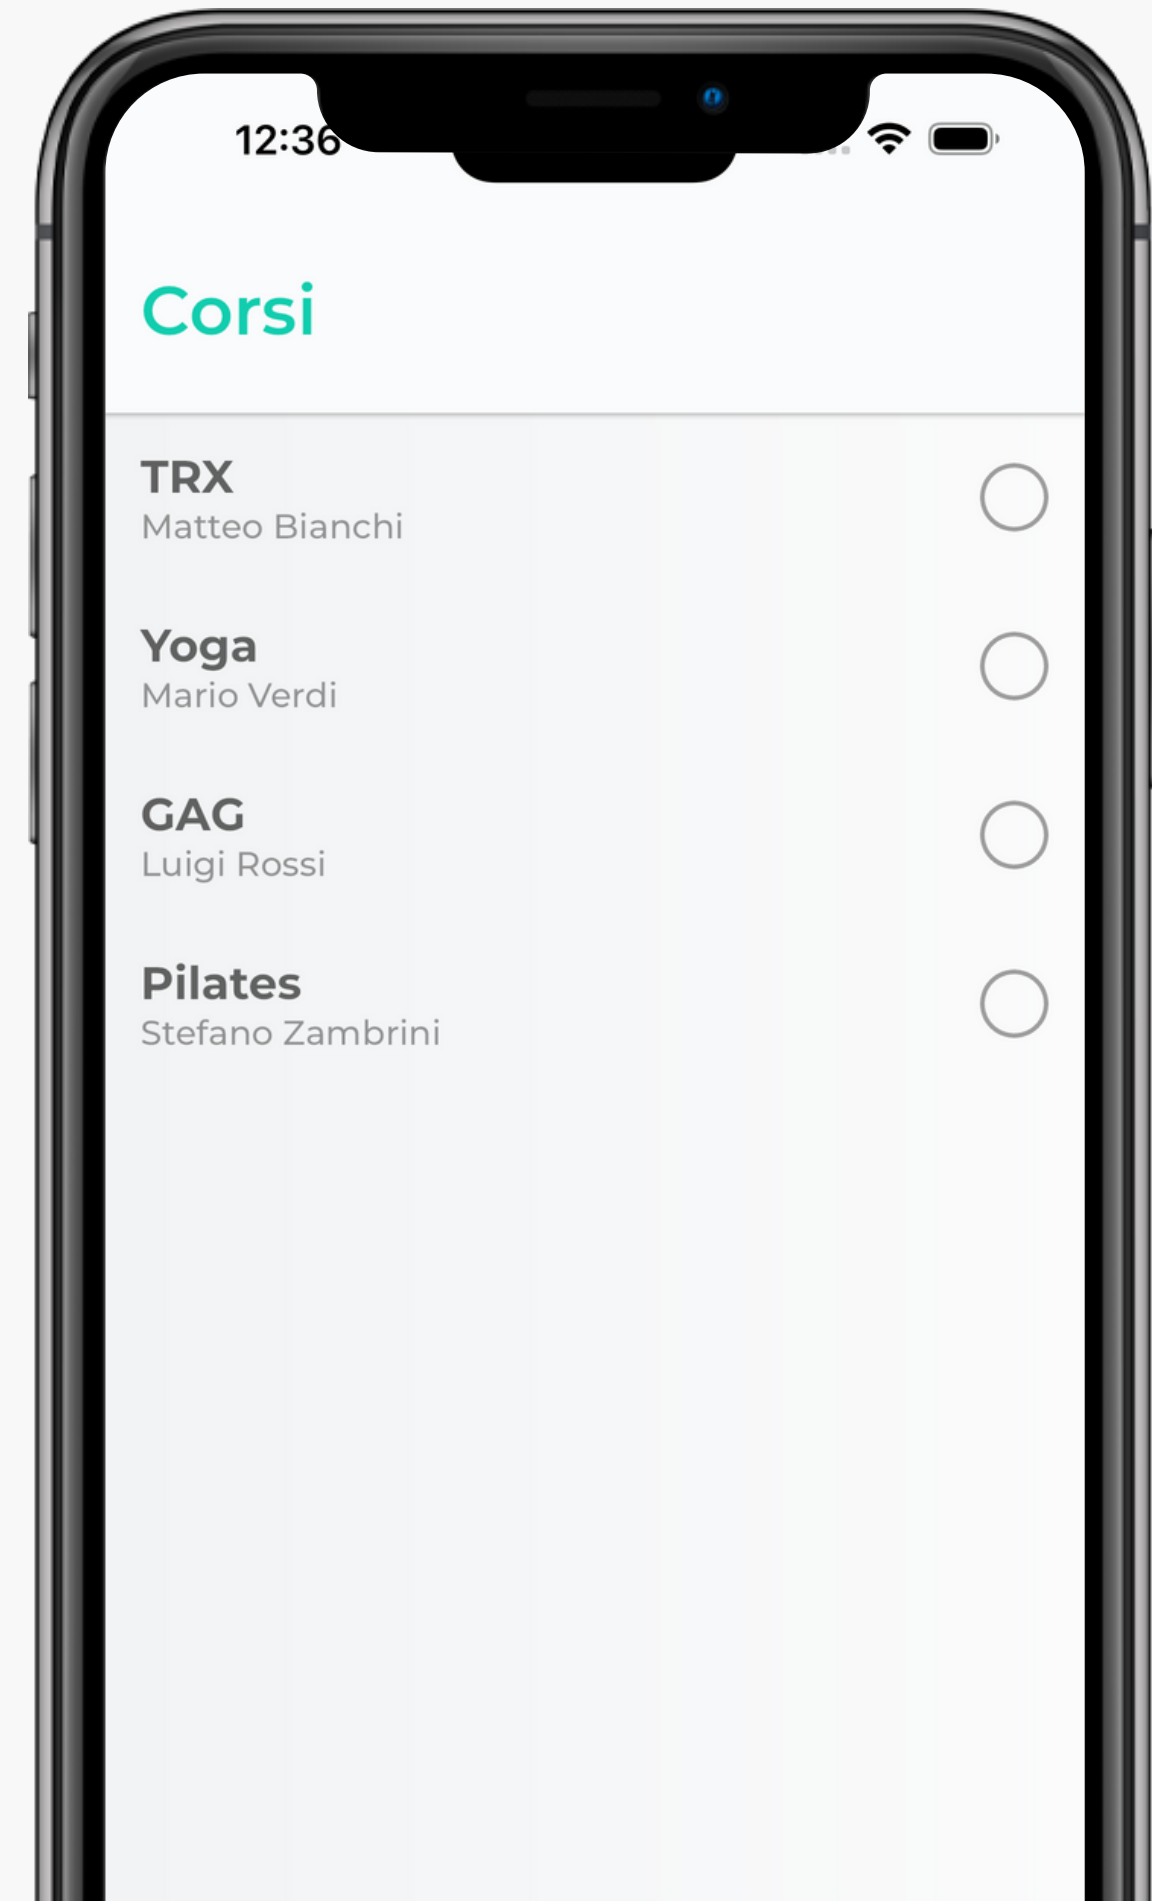 12:36
Corsi
TRX
Matteo Bianchi
Yoga
Mario Verdi
GAG
Luigi Rossi
Pilates
Stefano Zambrini